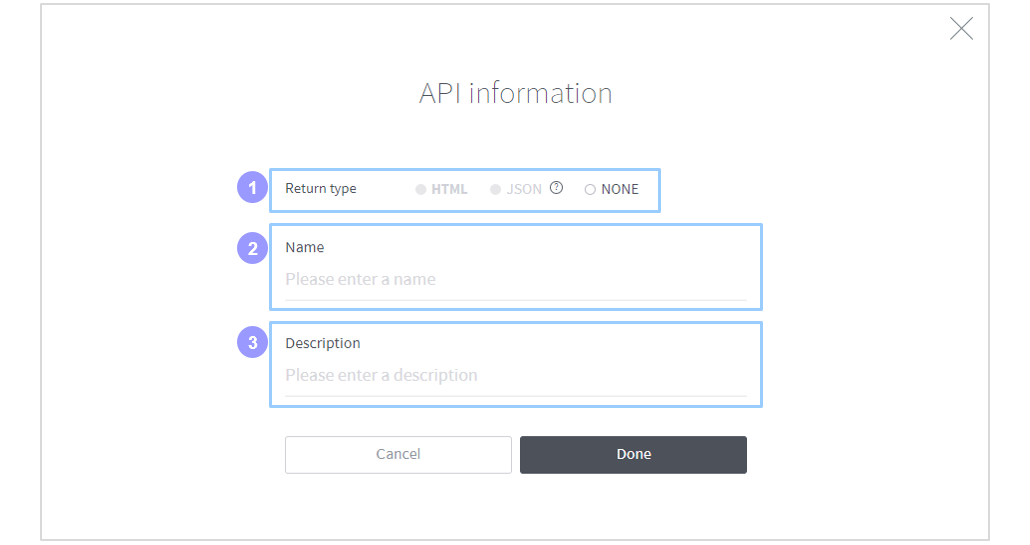 API information
1 Return type HTML JSON ? NONE
2 Name
Please enter a name
3 Description
Please enter a description
Cancel Done